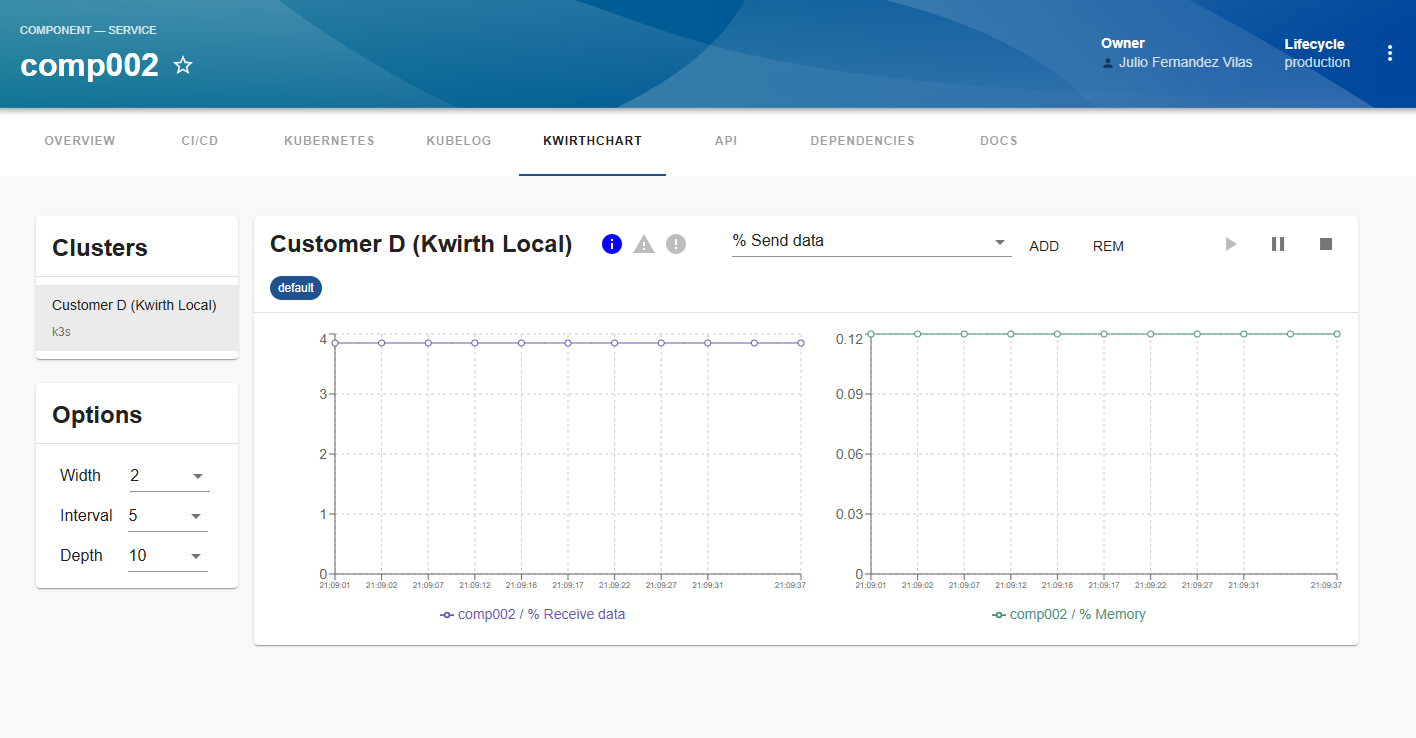 COMPONENT — SERVICE
comp002
Owner
Julio Fernandez Vilas
Lifecycle
production
OVERVIEW
CI/CD
KUBERNETES
KUBELOG
KWIRTHCHART
API
DEPENDENCIES
DOCS
Clusters
Customer D (Kwirth Local)
k3s
Options
Width 2
Interval 5
Depth 10
Customer D (Kwirth Local)
% Send data
ADD
REM
default
4
3
2
1
0
21:09:01 21:09:02 21:09:07 21:09:12 21:09:16 21:09:17 21:09:22 21:09:27 21:09:31 21:09:37
comp002 / % Receive data
0.12
0.09
0.06
0.03
0
21:09:01 21:09:02 21:09:07 21:09:12 21:09:16 21:09:17 21:09:22 21:09:27 21:09:31 21:09:37
comp002 / % Memory